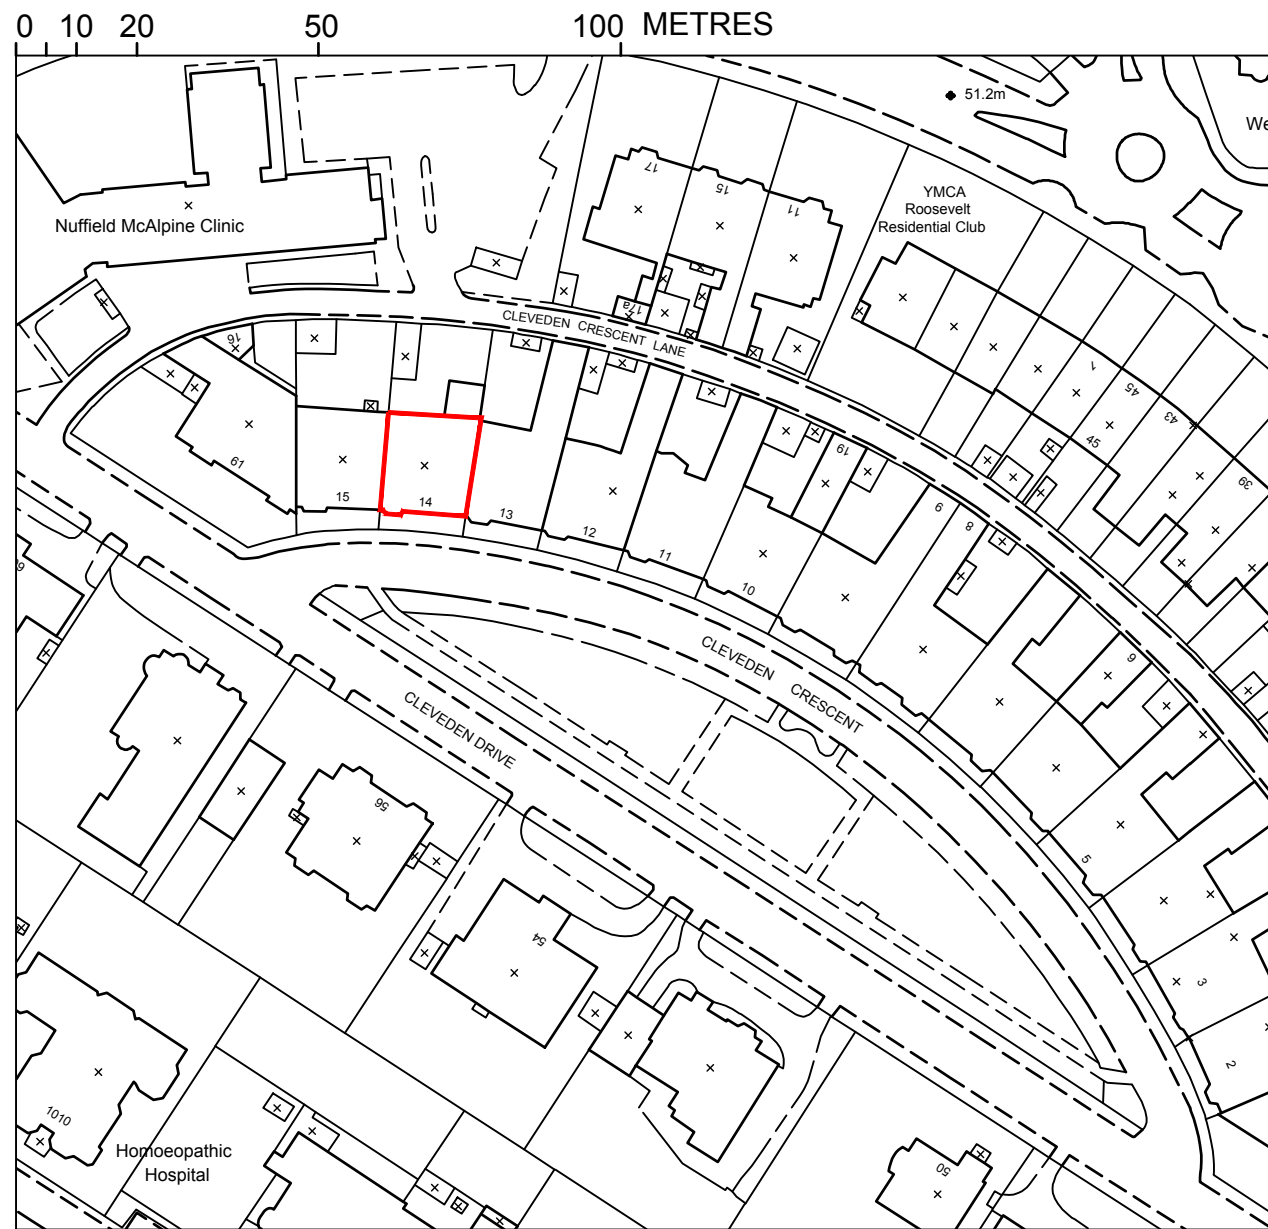 0 10 20 50 100 METRES
51.2m
We
17
15
11
YMCA
Roosevelt
Residential Club
Nuffield McAlpine Clinic
17a
CLEVEDEN CRESCENT LANE
16
7
45
43
45
39
61
15
14
13
12
11
10
19
9
8
6
5
3
2
CLEVEDEN CRESCENT
CLEVEDEN DRIVE
56
54
50
1010
Homoeopathic
Hospital